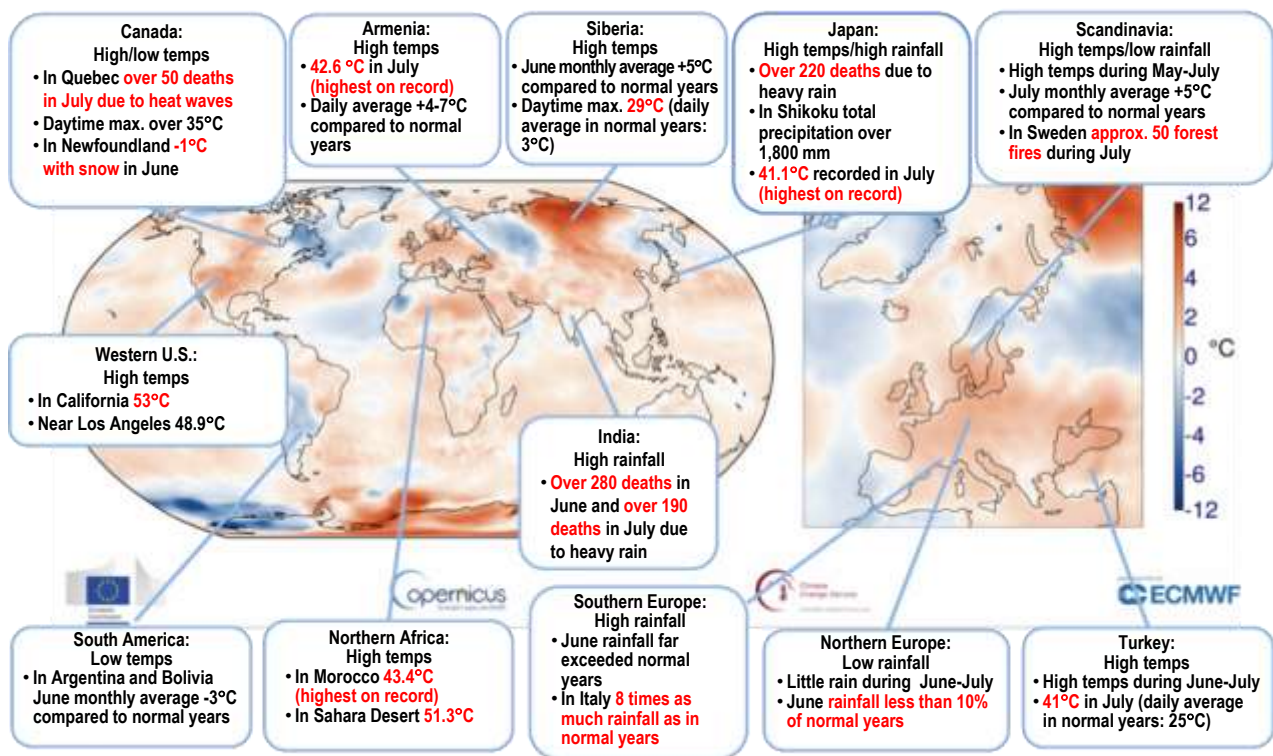 Canada:
High/low temps
• In Quebec over 50 deaths
in July due to heat waves
• Daytime max. over 35°C
• In Newfoundland -1°C
with snow in June
Armenia:
High temps
• 42.6 °C in July
(highest on record)
• Daily average +4-7°C
compared to normal
years
Siberia:
High temps
• June monthly average +5°C
compared to normal years
• Daytime max. 29°C (daily
average in normal years:
3°C)
Japan:
High temps/high rainfall
• Over 220 deaths due to
heavy rain
• In Shikoku total
precipitation over
1,800 mm
• 41.1°C recorded in July
(highest on record)
Scandinavia:
High temps/low rainfall
• High temps during May-July
• July monthly average +5°C
compared to normal years
• In Sweden approx. 50 forest
fires during July
12
6
4
2
0
°C
-2
-4
-6
-12
Western U.S.:
High temps
• In California 53°C
• Near Los Angeles 48.9°C
India:
High rainfall
• Over 280 deaths in
June and over 190
deaths in July due
to heavy rain
opernicus
Climate
Change Service
ECMWF
South America:
Low temps
• In Argentina and Bolivia
June monthly average -3°C
compared to normal years
Northern Africa:
High temps
• In Morocco 43.4°C
(highest on record)
• In Sahara Desert 51.3°C
Southern Europe:
High rainfall
• June rainfall far
exceeded normal
years
• In Italy 8 times as
much rainfall as in
normal years
Northern Europe:
Low rainfall
• Little rain during June-July
• June rainfall less than 10%
of normal years
Turkey:
High temps
• High temps during June-July
• 41°C in July (daily average
in normal years: 25°C)